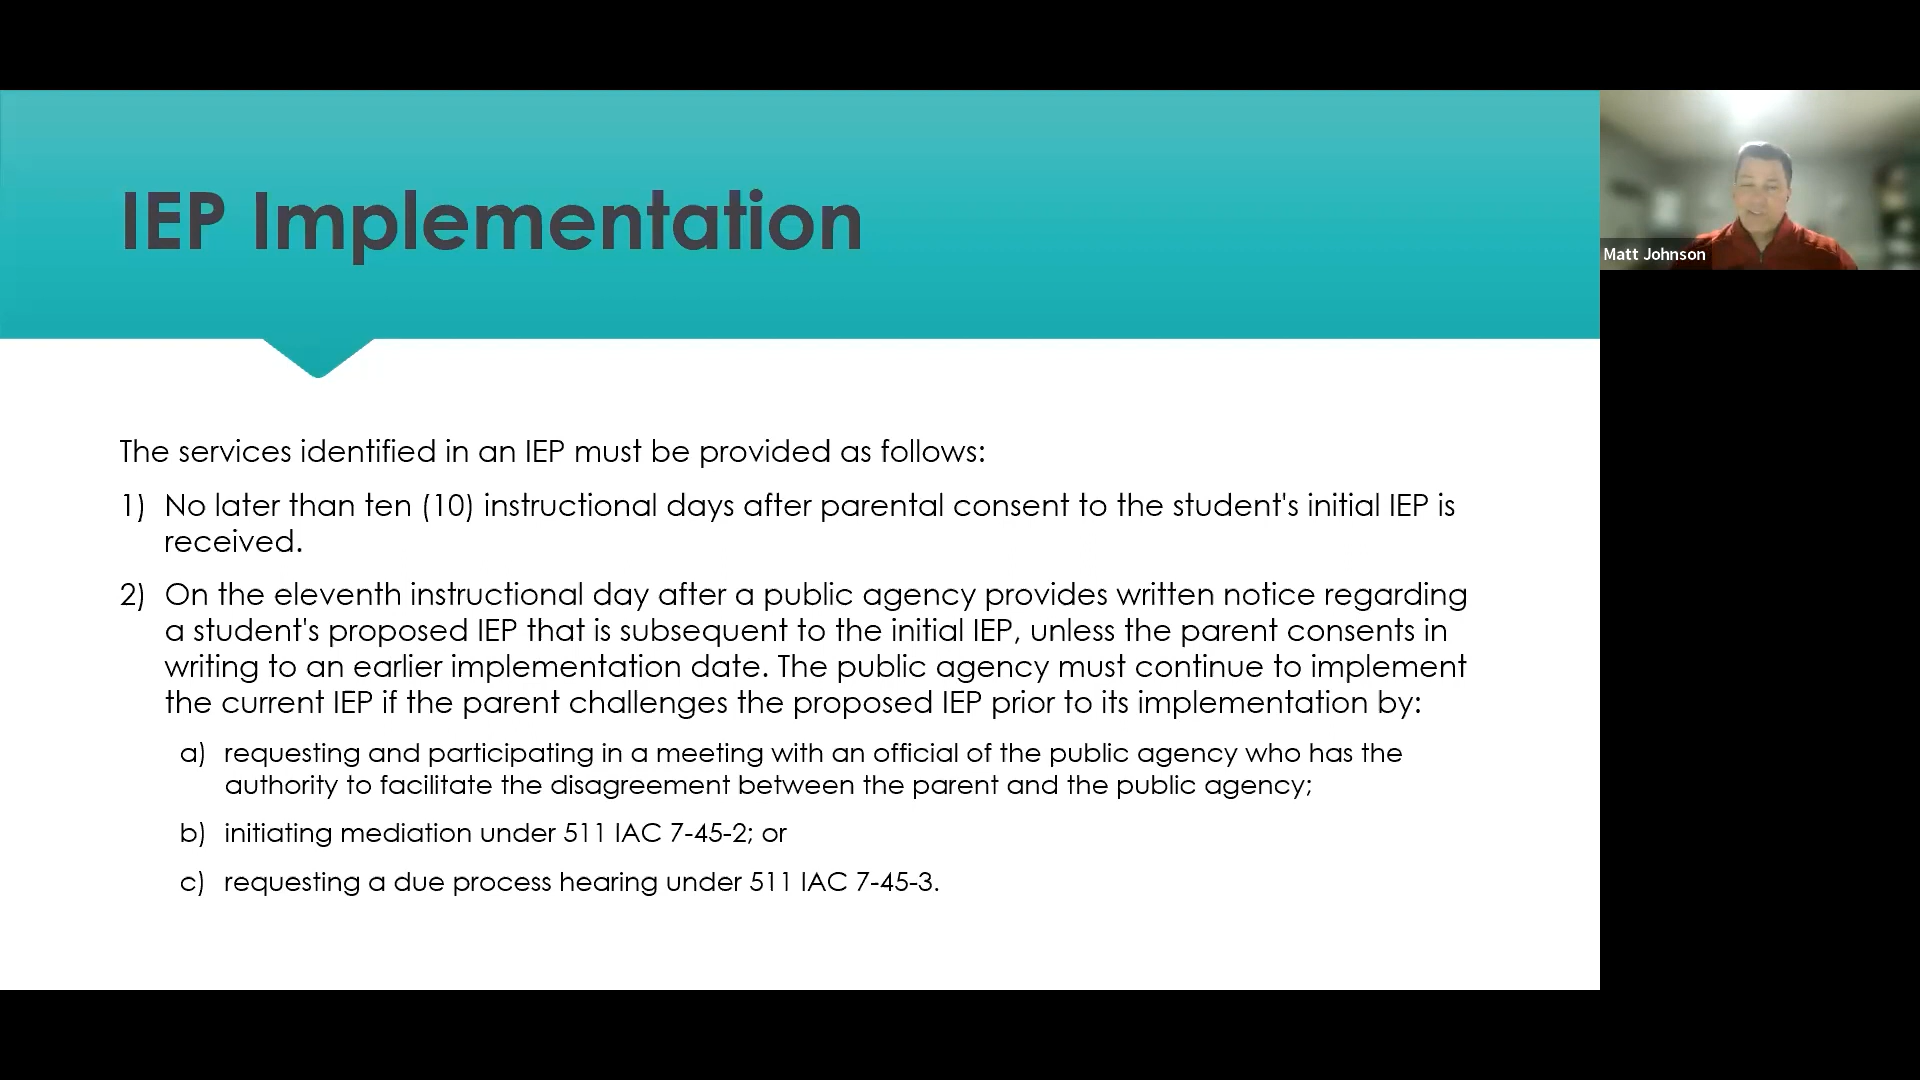 IEP Implementation
Matt Johnson
The services identified in an IEP must be provided as follows:
1) No later than ten (10) instructional days after parental consent to the student's initial IEP is
received.
2) On the eleventh instructional day after a public agency provides written notice regarding
a student's proposed IEP that is subsequent to the initial IEP, unless the parent consents in
writing to an earlier implementation date. The public agency must continue to implement
the current IEP if the parent challenges the proposed IEP prior to its implementation by:
a) requesting and participating in a meeting with an official of the public agency who has the
authority to facilitate the disagreement between the parent and the public agency;
b) initiating mediation under 511 IAC 7-45-2; or
c) requesting a due process hearing under 511 IAC 7-45-3.